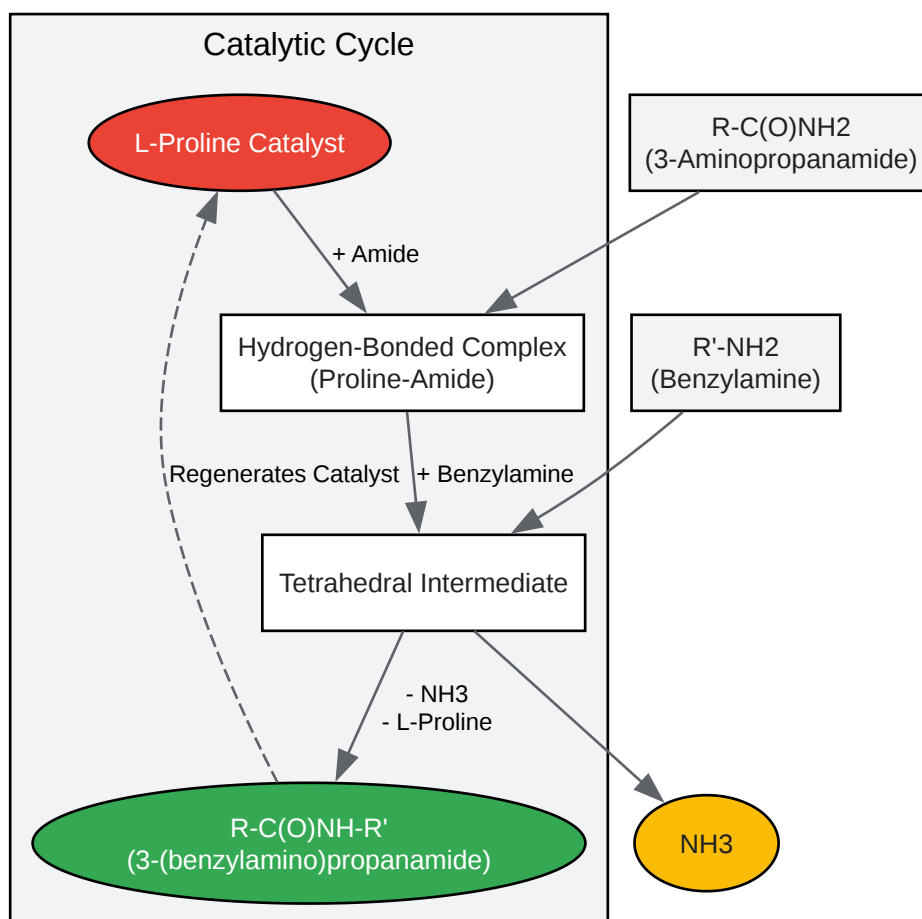 Catalytic Cycle
L-Proline Catalyst
R-C(O)NH2
(3-Aminopropanamide)
+ Amide
Hydrogen-Bonded Complex
(Proline-Amide)
R'-NH2
(Benzylamine)
Regenerates Catalyst
+ Benzylamine
Tetrahedral Intermediate
- NH3
- L-Proline
R-C(O)NH-R'
(3-(benzylamino)propanamide)
NH3